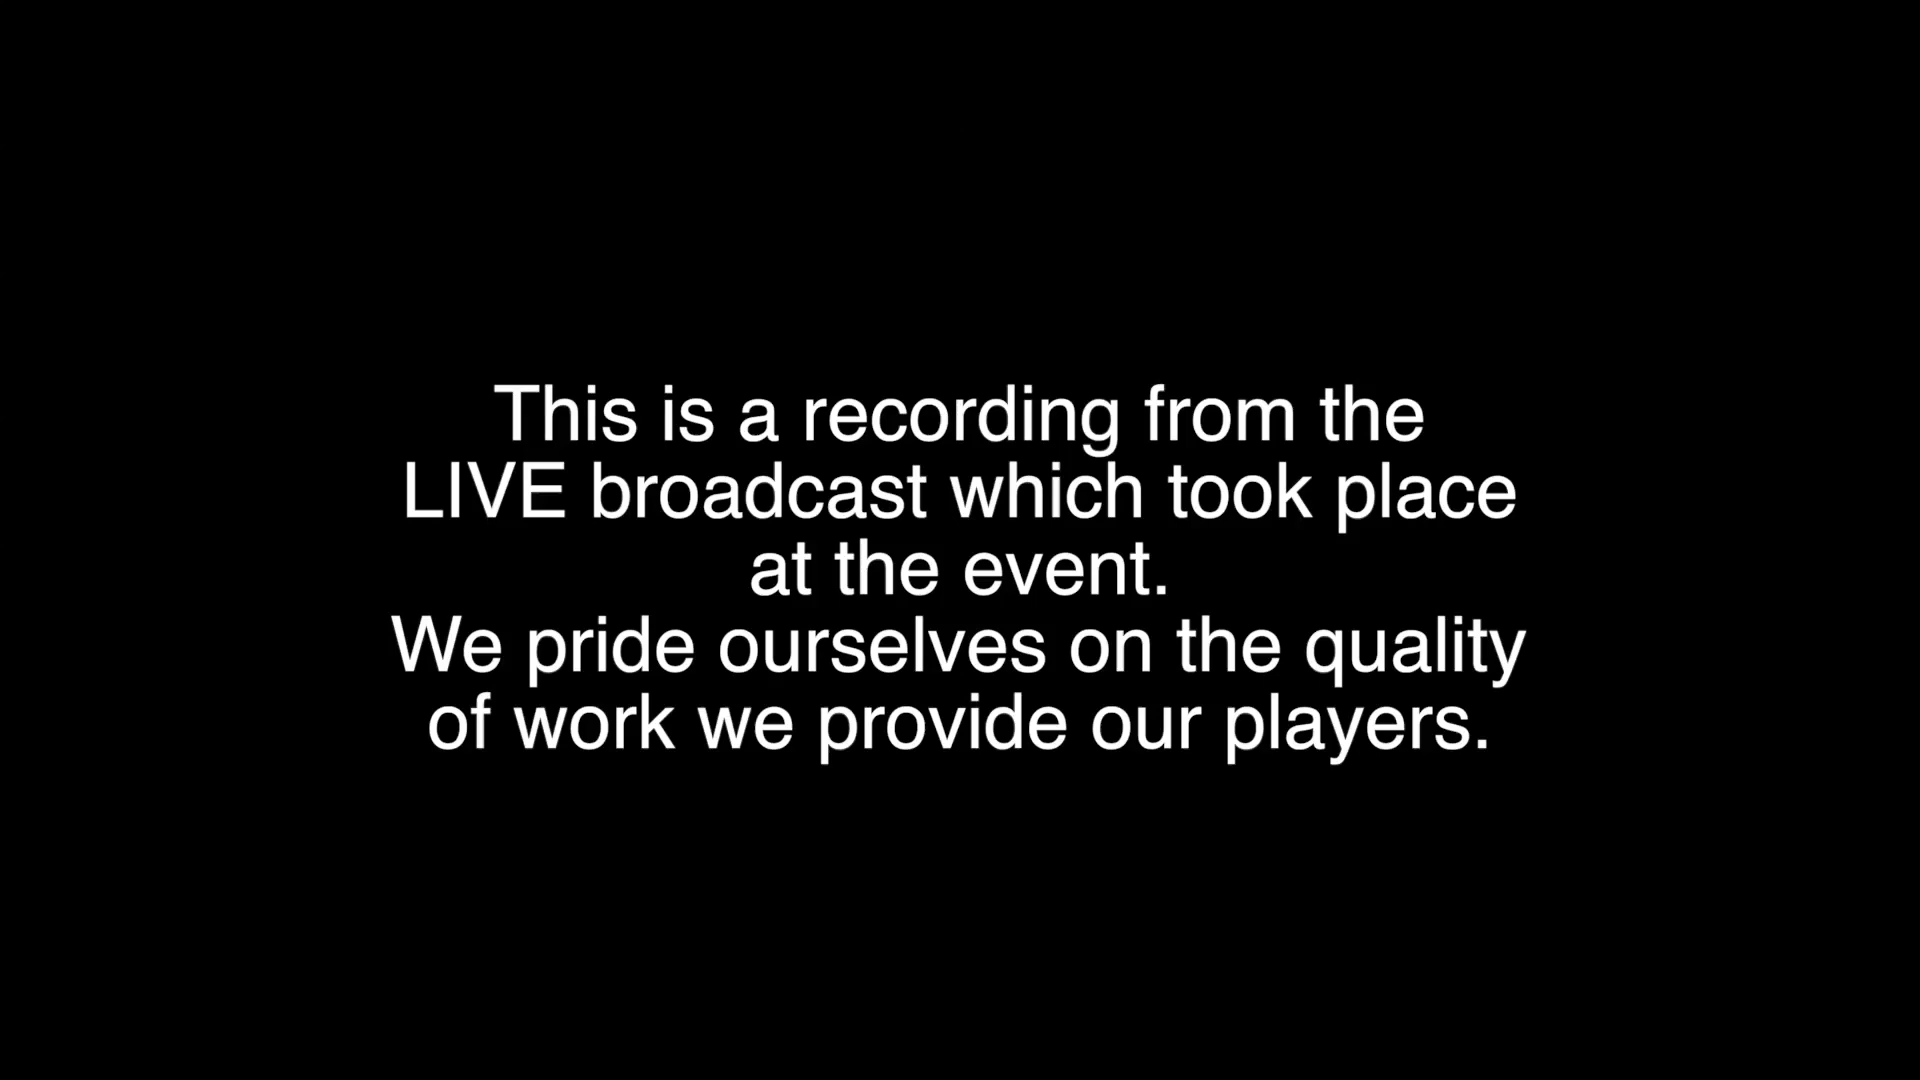 This is a recording from the
LIVE broadcast which took place
at the event.
We pride ourselves on the quality
of work we provide our players.